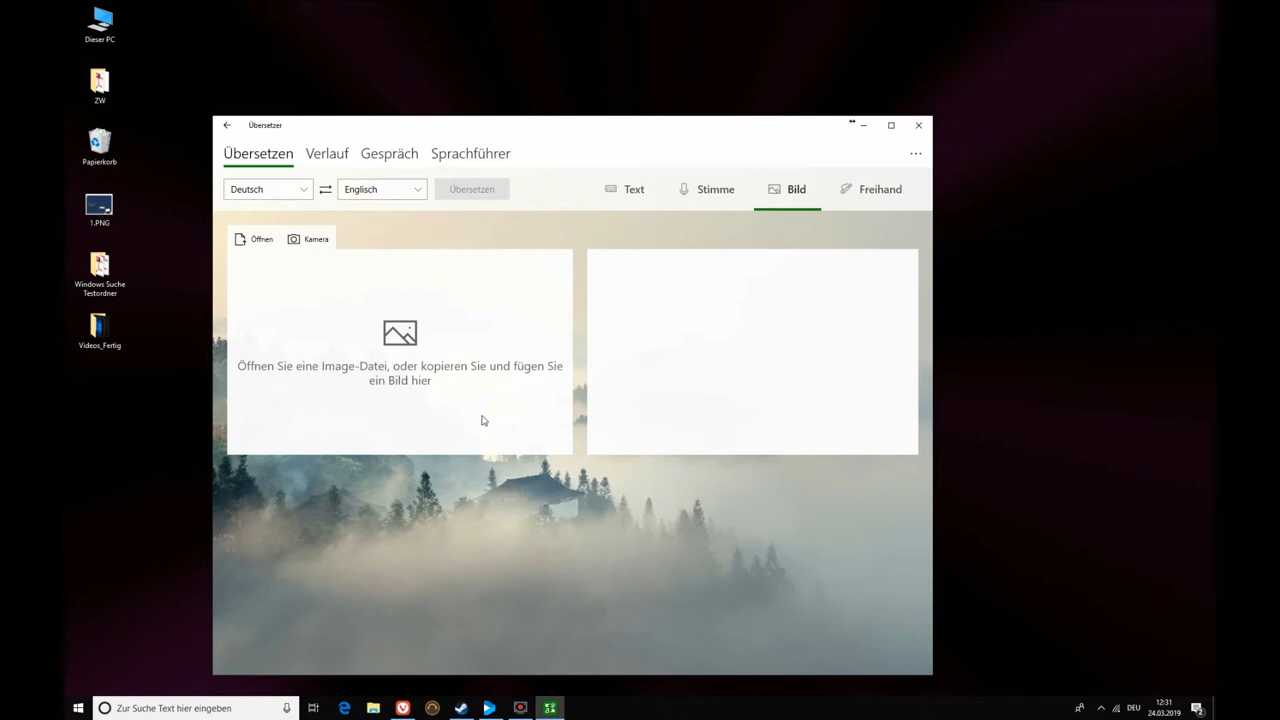 Dieser PC
ZW
Papierkorb
1.PNG
Windows Suche
Testordner
Videos_Fertig
Übersetzer
Übersetzen Verlauf Gespräch Sprachführer
Deutsch Englisch Übersetzen Text Stimme Bild Freihand
Öffnen Kamera
Öffnen Sie eine Image-Datei, oder kopieren Sie und fügen Sie
ein Bild hier
Zur Suche Text hier eingeben
DEU
12:31
24.03.2019
2